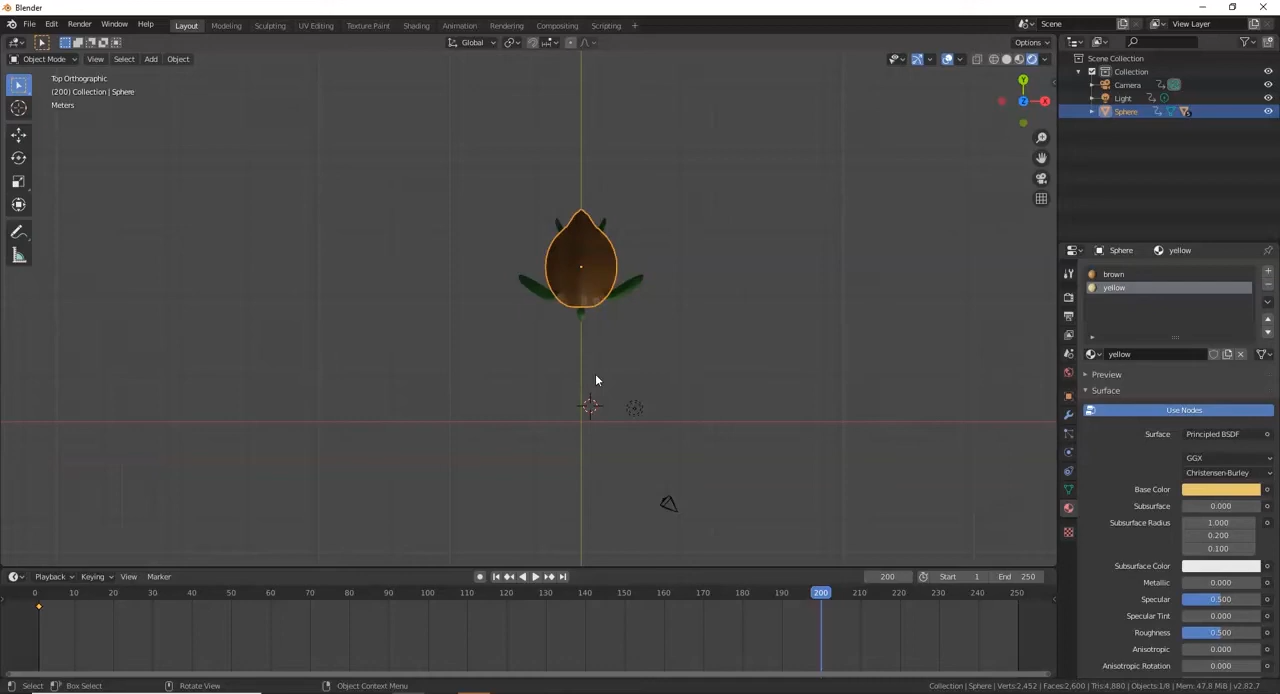 Blender
File Edit Render Window Help Layout Modeling Sculpting UV Editing Texture Paint Shading Animation Rendering Compositing Scripting + Scene View Layer
Global Options
Object Mode View Select Add Object
Top Orthographic
(200) Collection | Sphere
Meters
Y
Z
X
Scene Collection
Collection
Camera
Light
Sphere
Sphere yellow
brown
yellow
yellow
Preview
Surface
Use Nodes
Surface Principled BSDF
GGX
Christensen-Burley
Base Color
Subsurface 0.000
Subsurface Radius 1.000
0.200
0.100
Subsurface Color
Metallic 0.000
Specular 0.500
Specular Tint 0.000
Roughness 0.500
Anisotropic 0.000
Anisotropic Rotation 0.000
Playback Keying View Marker 200 Start 1 End 250
0 10 20 30 40 50 60 70 80 90 100 110 120 130 140 150 160 170 180 190 200 210 220 230 240 250
Select Box Select Rotate View Object Context Menu Collection | Sphere | Verts:2,452 | Faces:2,600 | Tris:4,880 | Objects:1/8 | Mem: 47.8 MiB | v2.82.7